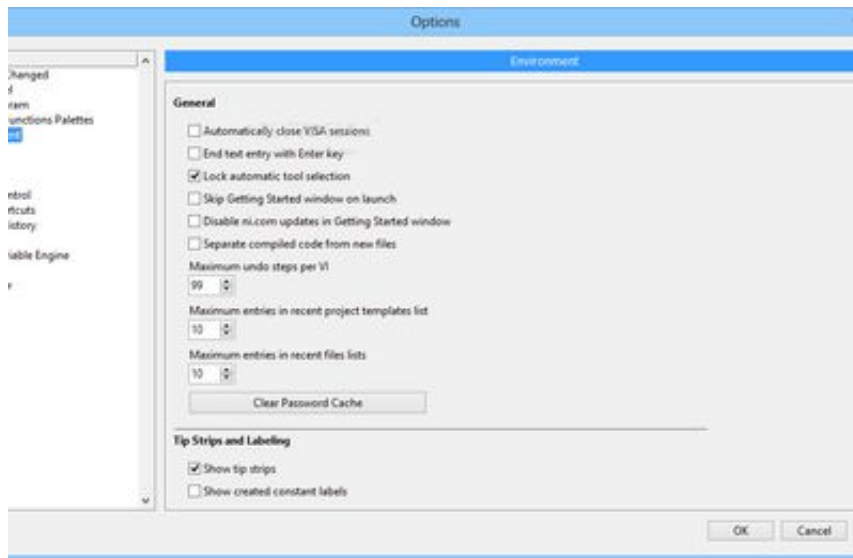 Options
Changed
Functions Palettes
Environment
General
Automatically close VISA sessions
End text entry with Enter key
Lock automatic tool selection
Skip Getting Started window on launch
Disable ni.com updates in Getting Started window
Separate compiled code from new files
Maximum undo steps per VI
99
Maximum entries in recent project templates list
10
Maximum entries in recent files lists
10
Clear Password Cache
ntrol
rtcuts
istory
iable Engine
Tip Strips and Labeling
Show tip strips
Show created constant labels
OK Cancel